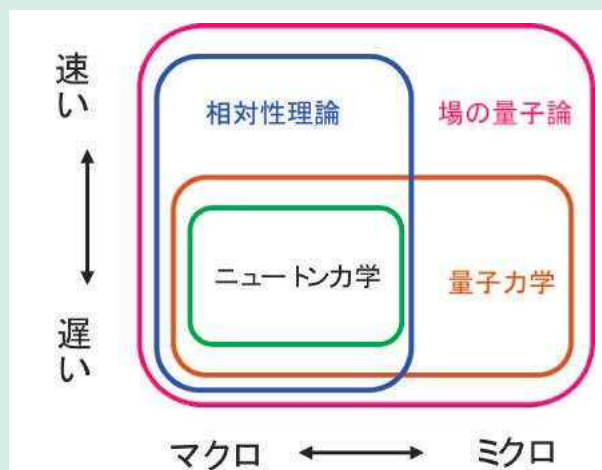 速い
相対性理論
場の量子論
ニュートン力学
量子力学
遅い
マクロ
ミクロ